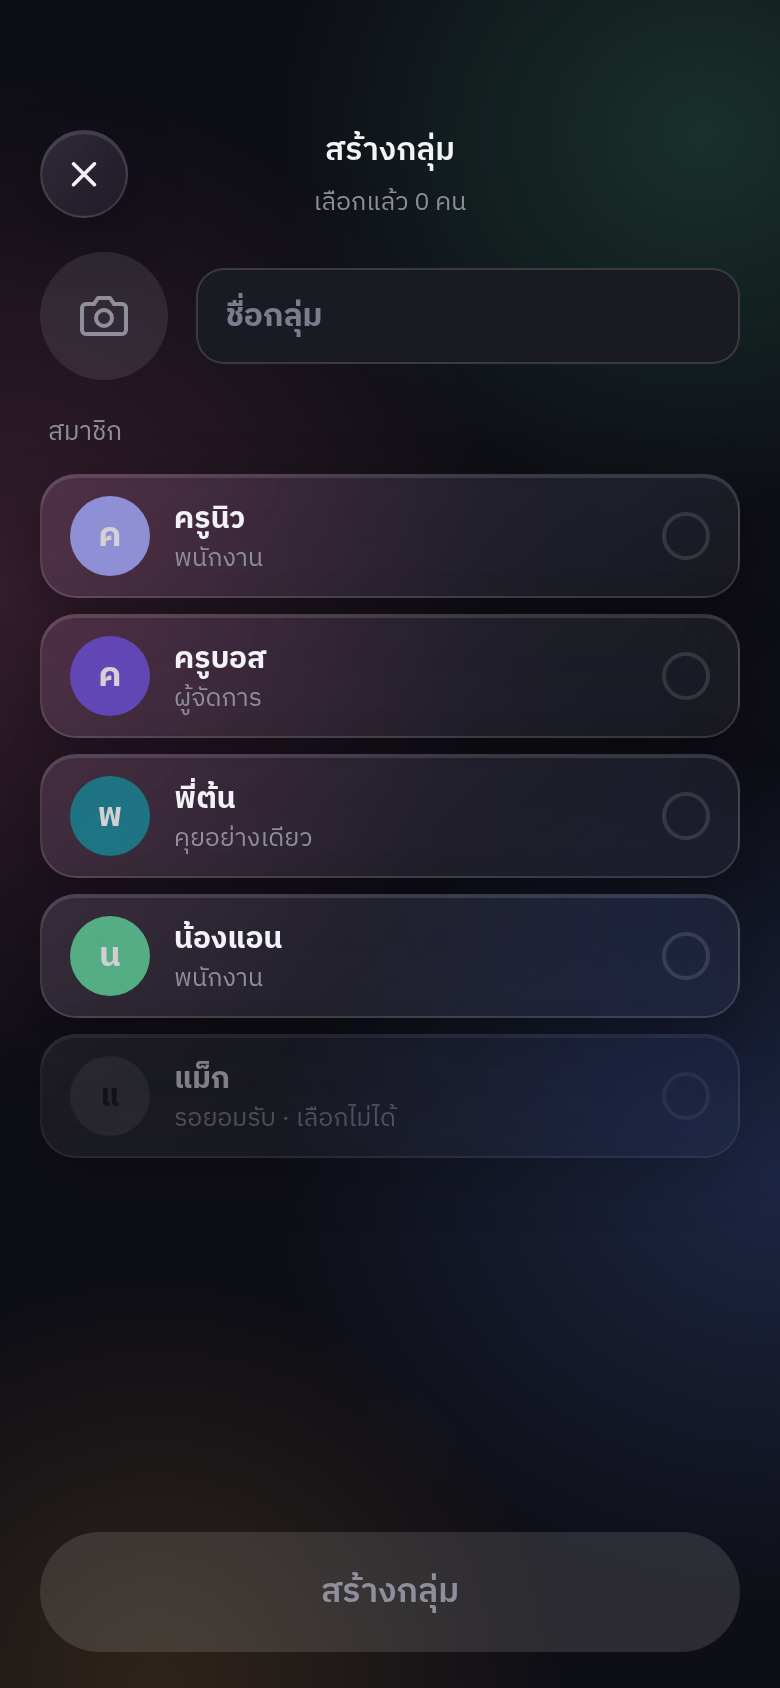 สร้างกลุ่ม
เลือกแล้ว 0 คน
ชื่อกลุ่ม
สมาชิก
ค
ครูนิว
พนักงาน
ค
ครูบอส
ผู้จัดการ
พ
พี่ต้น
คุยอย่างเดียว
น
น้องแอน
พนักงาน
แ
แม็ก
รอยอมรับ · เลือกไม่ได้
สร้างกลุ่ม